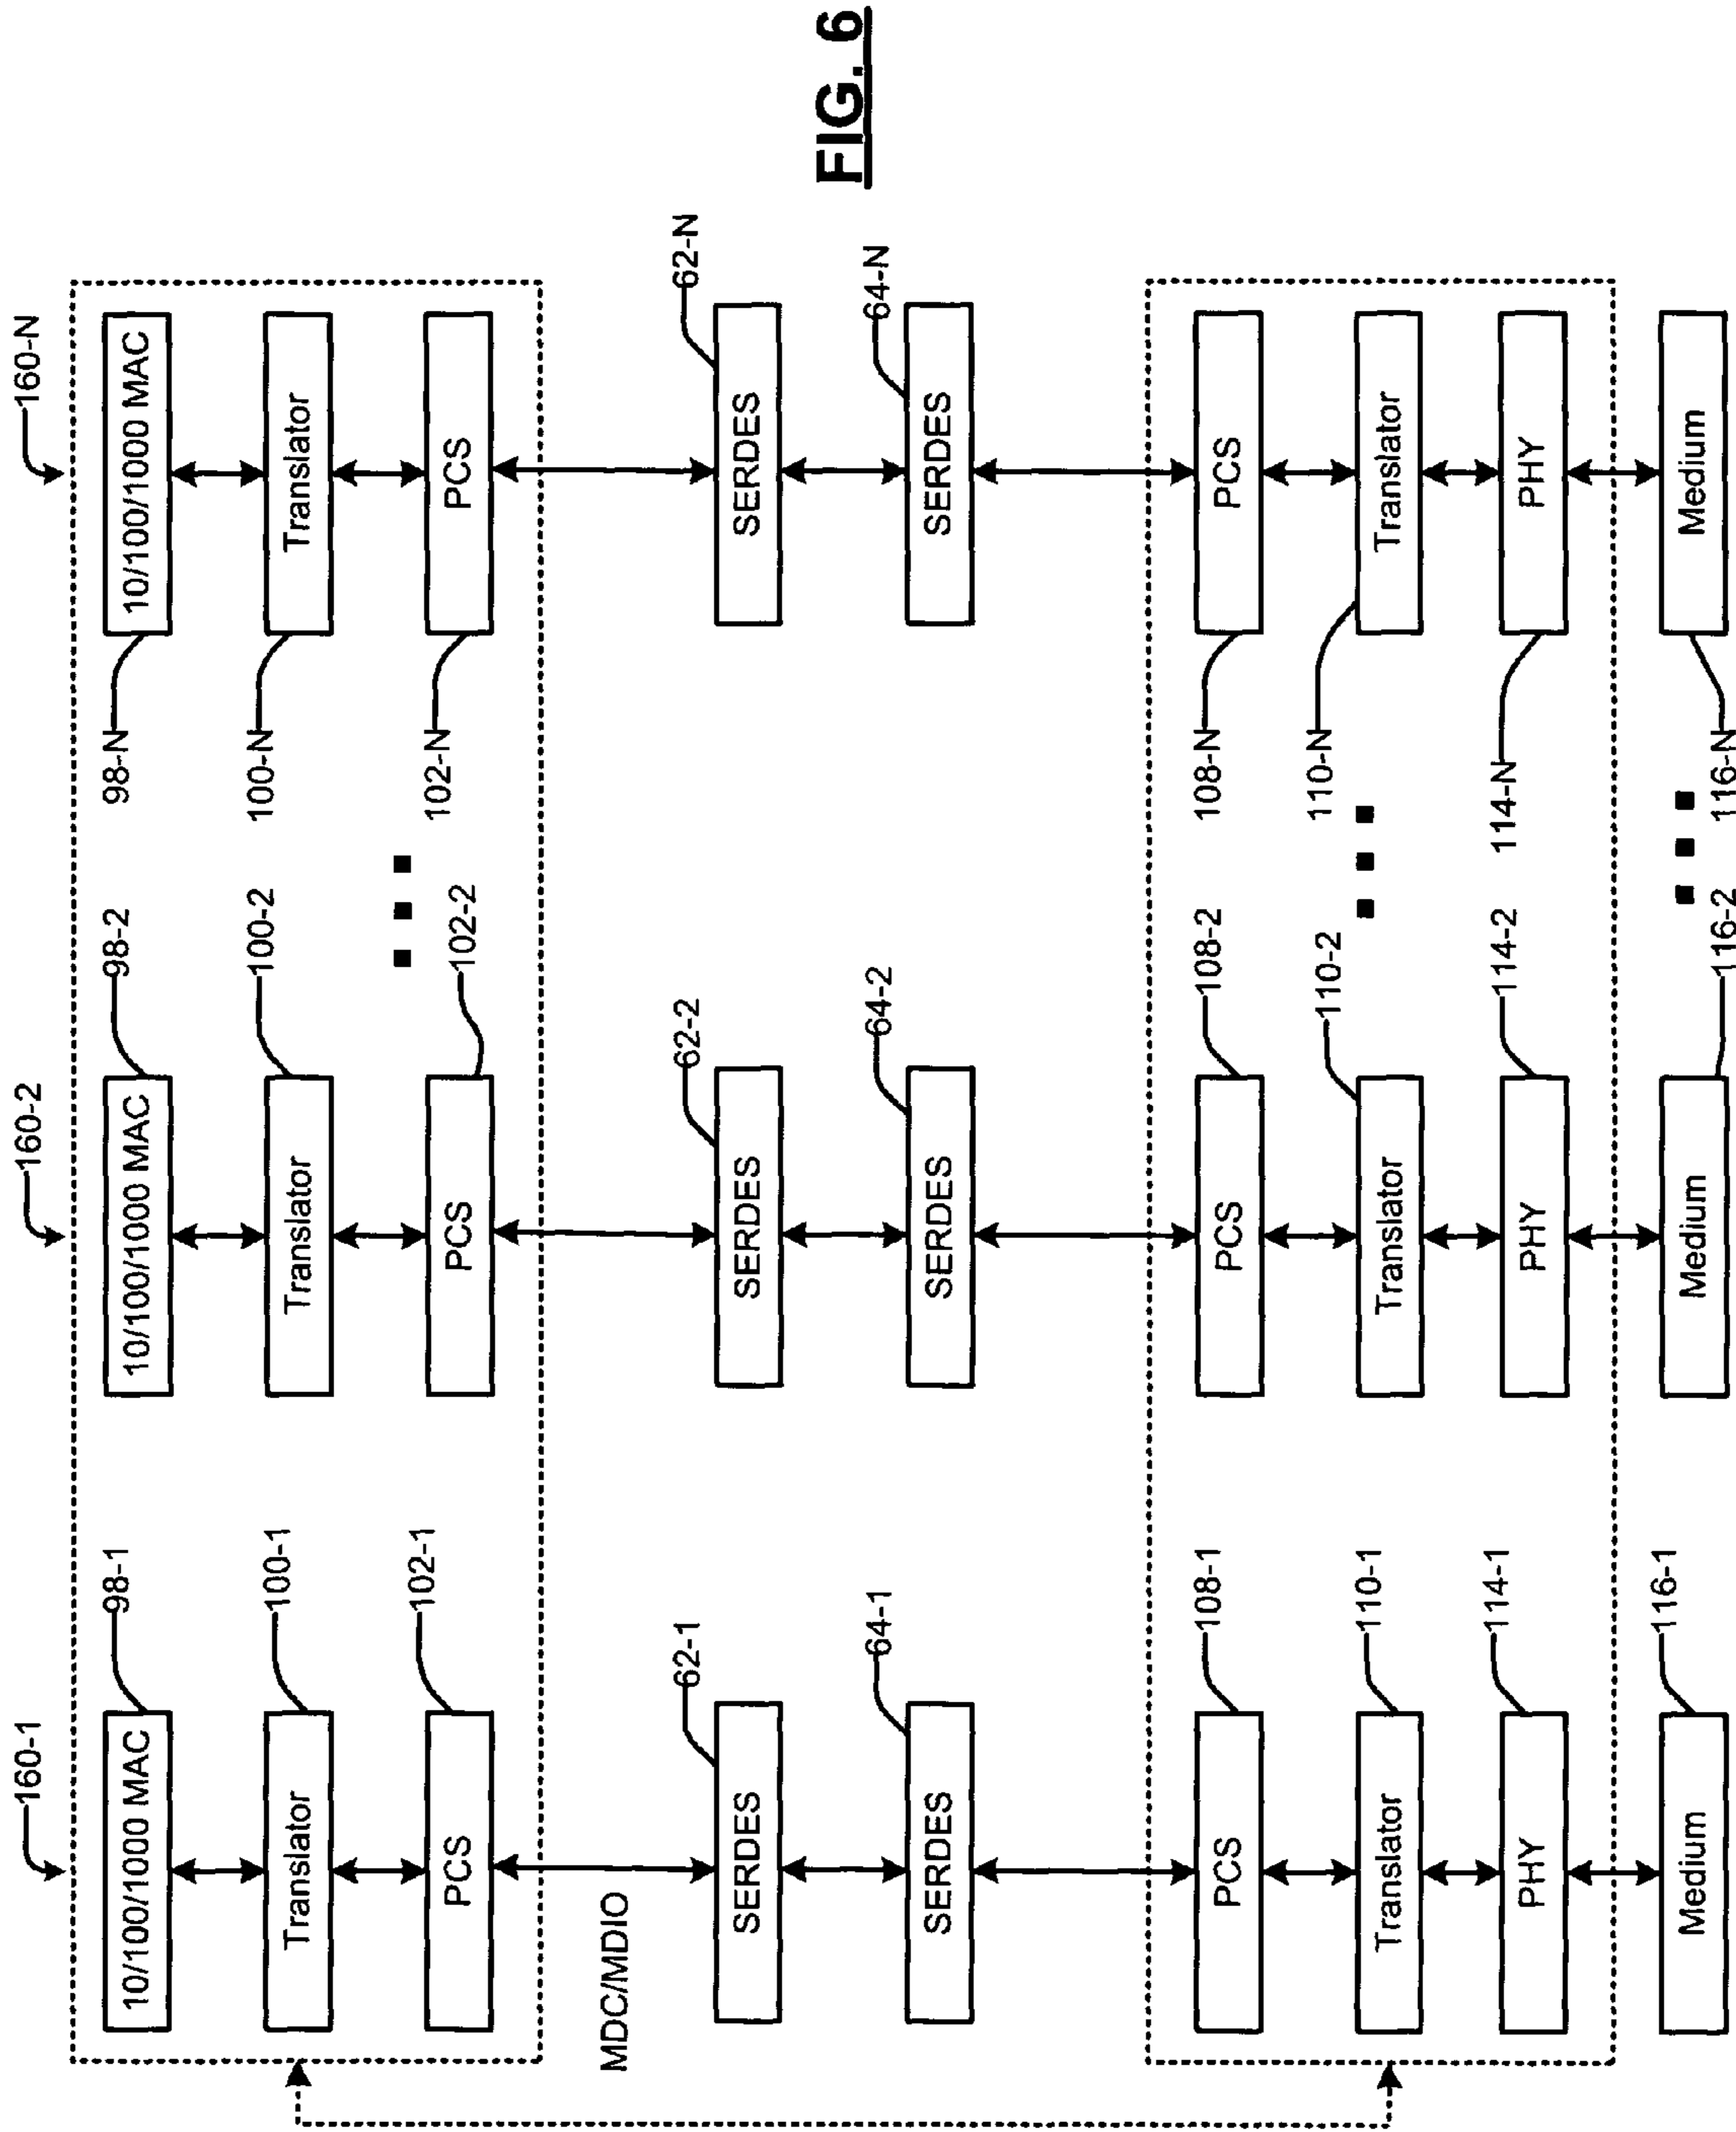 160-1
160-2
160-N
98-1
98-2
98-N
10/100/1000 MAC
10/100/1000 MAC
10/100/1000 MAC
100-1
100-2
100-N
Translator
Translator
Translator
102-1
102-2
102-N
PCS
PCS
PCS
MDC/MDIO
62-1
62-2
62-N
SERDES
SERDES
SERDES
64-1
64-2
64-N
SERDES
SERDES
SERDES
108-1
108-2
108-N
PCS
PCS
PCS
110-1
110-2
110-N
Translator
Translator
Translator
114-1
114-2
114-N
PHY
PHY
PHY
116-1
116-2
116-N
Medium
Medium
Medium
FIG. 6